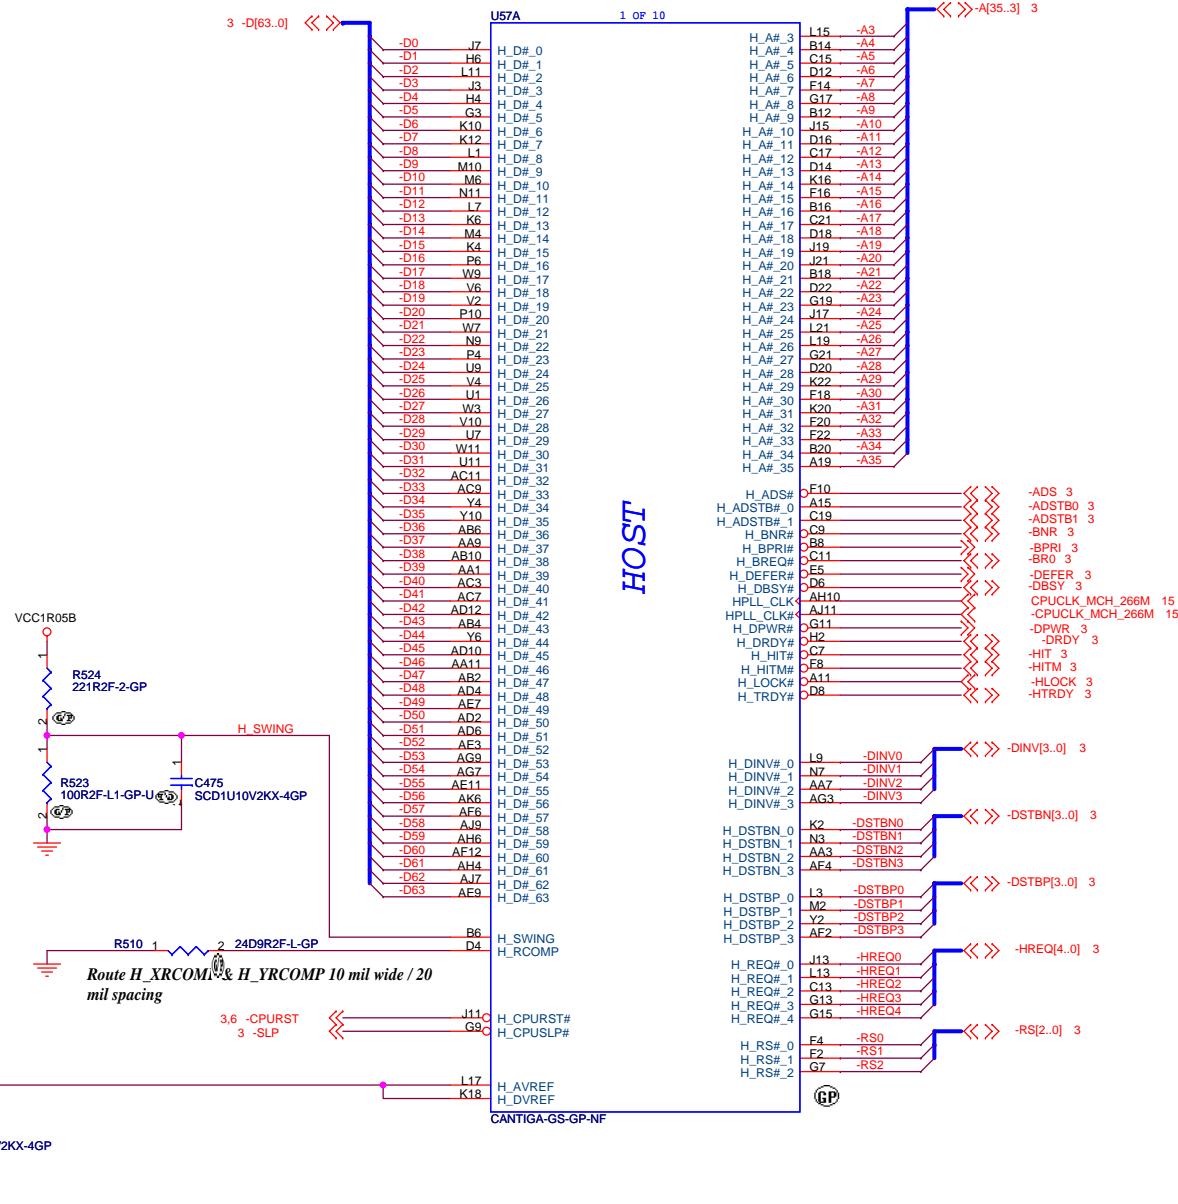 3 -D[63..0]
U57A
1 OF 10
-A[35..3] 3
-D0 J7 H_D#_0
-D1 H6 H_D#_1
-D2 L11 H_D#_2
-D3 J3 H_D#_3
-D4 H4 H_D#_4
-D5 G3 H_D#_5
-D6 K10 H_D#_6
-D7 K12 H_D#_7
-D8 L1 H_D#_8
-D9 M10 H_D#_9
-D10 M6 H_D#_10
-D11 N11 H_D#_11
-D12 L7 H_D#_12
-D13 K6 H_D#_13
-D14 M4 H_D#_14
-D15 K4 H_D#_15
-D16 P6 H_D#_16
-D17 W9 H_D#_17
-D18 V6 H_D#_18
-D19 V2 H_D#_19
-D20 P10 H_D#_20
-D21 W7 H_D#_21
-D22 N9 H_D#_22
-D23 P4 H_D#_23
-D24 U9 H_D#_24
-D25 V4 H_D#_25
-D26 U1 H_D#_26
-D27 W3 H_D#_27
-D28 V10 H_D#_28
-D29 U7 H_D#_29
-D30 W11 H_D#_30
-D31 U11 H_D#_31
-D32 AC11 H_D#_32
-D33 AC9 H_D#_33
-D34 Y4 H_D#_34
-D35 Y10 H_D#_35
-D36 AB6 H_D#_36
-D37 AA9 H_D#_37
-D38 AB10 H_D#_38
-D39 AA1 H_D#_39
-D40 AC3 H_D#_40
-D41 AC7 H_D#_41
-D42 AD12 H_D#_42
-D43 AB4 H_D#_43
-D44 Y6 H_D#_44
-D45 AD10 H_D#_45
-D46 AA11 H_D#_46
-D47 AB2 H_D#_47
-D48 AD4 H_D#_48
-D49 AE7 H_D#_49
-D50 AD2 H_D#_50
-D51 AD6 H_D#_51
-D52 AE3 H_D#_52
-D53 AG9 H_D#_53
-D54 AG7 H_D#_54
-D55 AE11 H_D#_55
-D56 AK6 H_D#_56
-D57 AF6 H_D#_57
-D58 AJ9 H_D#_58
-D59 AH6 H_D#_59
-D60 AF12 H_D#_60
-D61 AH4 H_D#_61
-D62 AJ7 H_D#_62
-D63 AE9 H_D#_63
B6 H_SWING
D4 H_RCOMP
J11 H_CPURST#
G9 H_CPUSLP#
L17 H_AVREF
K18 H_DVREF
HOST
H_A#_3 L15 -A3
H_A#_4 B14 -A4
H_A#_5 C15 -A5
H_A#_6 D12 -A6
H_A#_7 F14 -A7
H_A#_8 G17 -A8
H_A#_9 B12 -A9
H_A#_10 J15 -A10
H_A#_11 D16 -A11
H_A#_12 C17 -A12
H_A#_13 D14 -A13
H_A#_14 K16 -A14
H_A#_15 F16 -A15
H_A#_16 B16 -A16
H_A#_17 C21 -A17
H_A#_18 D18 -A18
H_A#_19 J19 -A19
H_A#_20 J21 -A20
H_A#_21 B18 -A21
H_A#_22 D22 -A22
H_A#_23 G19 -A23
H_A#_24 J17 -A24
H_A#_25 L21 -A25
H_A#_26 L19 -A26
H_A#_27 G21 -A27
H_A#_28 D20 -A28
H_A#_29 K22 -A29
H_A#_30 F18 -A30
H_A#_31 K20 -A31
H_A#_32 F20 -A32
H_A#_33 F22 -A33
H_A#_34 B20 -A34
H_A#_35 A19 -A35
H_ADS# F10 -ADS 3
H_ADSTB#_0 A15 -ADSTB0 3
H_ADSTB#_1 C19 -ADSTB1 3
H_BNR# C9 -BNR 3
H_BPRI# B8 -BPRI 3
H_BREQ# C11 -BR0 3
H_DEFER# E5 -DEFER 3
H_DBSY# D6 -DBSY 3
HPLL_CLK AH10 CPUCLK_MCH_266M 15
HPLL_CLK# AJ11 -CPUCLK_MCH_266M 15
H_DPWR# G11 -DPWR 3
H_DRDY# H2 -DRDY 3
H_HIT# C7 -HIT 3
H_HITM# F8 -HITM 3
H_LOCK# A11 -HLOCK 3
H_TRDY# D8 -HTRDY 3
-DINV[3..0] 3
H_DINV#_0 L9 -DINV0
H_DINV#_1 N7 -DINV1
H_DINV#_2 AA7 -DINV2
H_DINV#_3 AG3 -DINV3
-DSTBN[3..0] 3
H_DSTBN_0 K2 -DSTBN0
H_DSTBN_1 N3 -DSTBN1
H_DSTBN_2 AA3 -DSTBN2
H_DSTBN_3 AF4 -DSTBN3
-DSTBP[3..0] 3
H_DSTBP_0 L3 -DSTBP0
H_DSTBP_1 M2 -DSTBP1
H_DSTBP_2 Y2 -DSTBP2
H_DSTBP_3 AF2 -DSTBP3
-HREQ[4..0] 3
H_REQ#_0 J13 -HREQ0
H_REQ#_1 L13 -HREQ1
H_REQ#_2 C13 -HREQ2
H_REQ#_3 G13 -HREQ3
H_REQ#_4 G15 -HREQ4
-RS[2..0] 3
H_RS#_0 F4 -RS0
H_RS#_1 F2 -RS1
H_RS#_2 G7 -RS2
GP
CANTIGA-GS-GP-NF
VCC1R05B
1
R524
221R2F-2-GP
2
H_SWING
1
R523
100R2F-L1-GP-U
2
1
C475
SCD1U10V2KX-4GP
R510 1 2 24D9R2F-L-GP
Route & H_YRCOMP 10 mil wide / 20
mil spacing
3,6 -CPURST
3 -SLP
2KX-4GP